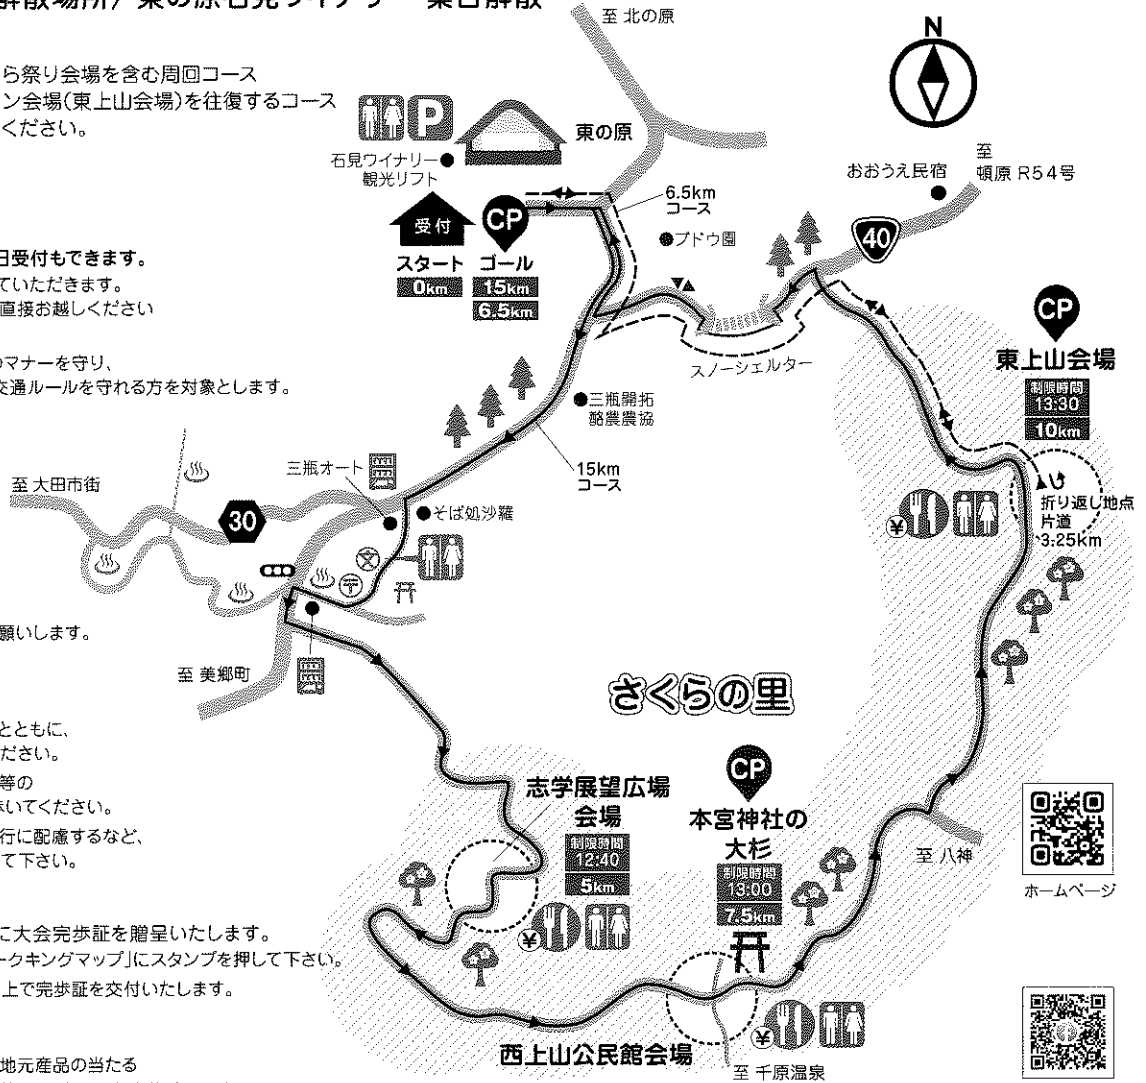 解散場所/ 東の原石見ワイナリー 集合解散
ら祭り会場を含む周回コース
ン会場(東上山会場)を往復するコース
ください。
至 北の原
N
P
東の原
石見ワイナリー
観光リフト
受付
CP
スタート
ゴール
0km
15km
6.5km
6.5km
コース
ブドウ園
おおうえ民宿
至
頓原 R54号
40
日受付もできます。
ていただきます。
直接お越しください
のマナーを守り、
交通ルールを守れる方を対象とします。
スノーシェルター
CP
東上山会場
制限時間
13:30
10km
三瓶開拓
酪農農協
15km
コース
折り返し地点
片道
3.25km
¥
至 大田市街
30
三瓶オート
そば処沙羅
文
〒
願いします。
至 美郷町
さくらの里
とともに、
ださい。
等の
歩いてください。
行に配慮するなど、
て下さい。
志学展望広場
会場
制限時間
12:40
5km
¥
CP
本宮神社の
大杉
制限時間
13:00
7.5km
至 八神
ホームページ
に大会完歩証を贈呈いたします。
ークキングマップ」にスタンプを押して下さい。
上で完歩証を交付いたします。
西上山公民館会場
¥
至 千原温泉
地元産品の当たる